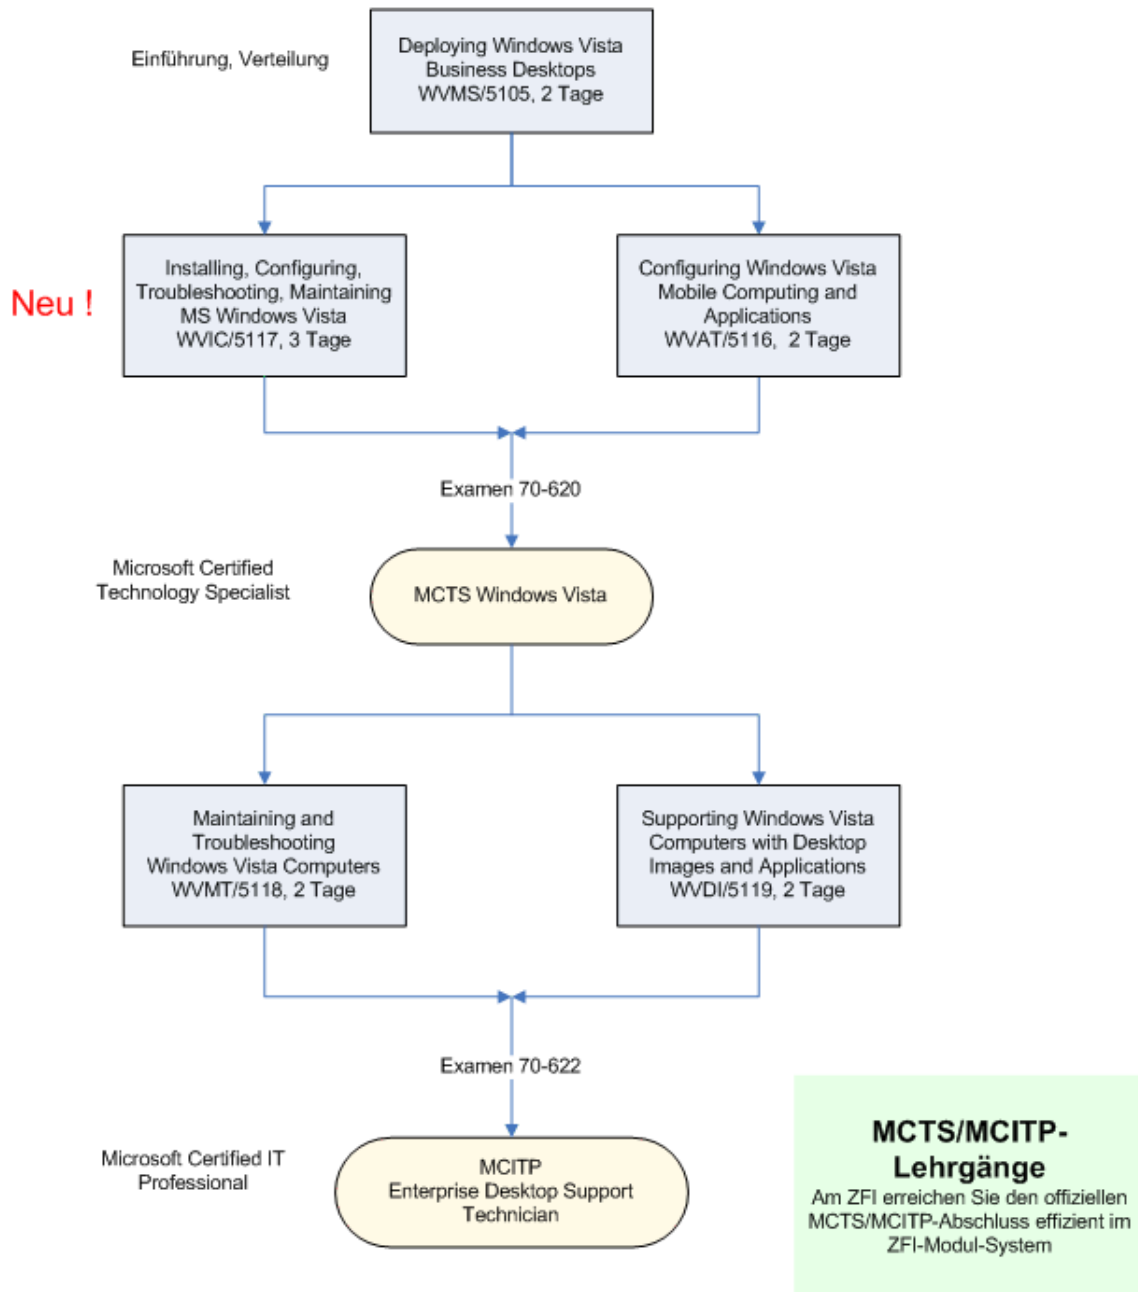 Einführung, Verteilung
Deploying Windows Vista
Business Desktops
WVMS/5105, 2 Tage
Neu !
Installing, Configuring,
Troubleshooting, Maintaining
MS Windows Vista
WVIC/5117, 3 Tage
Configuring Windows Vista
Mobile Computing and
Applications
WVAT/5116, 2 Tage
Examen 70-620
Microsoft Certified
Technology Specialist
MCTS Windows Vista
Maintaining and
Troubleshooting
Windows Vista Computers
WVMT/5118, 2 Tage
Supporting Windows Vista
Computers with Desktop
Images and Applications
WVDI/5119, 2 Tage
Examen 70-622
Microsoft Certified IT
Professional
MCITP
Enterprise Desktop Support
Technician
MCTS/MCITP-
Lehrgänge
Am ZFI erreichen Sie den offiziellen
MCTS/MCITP-Abschluss effizient im
ZFI-Modul-System